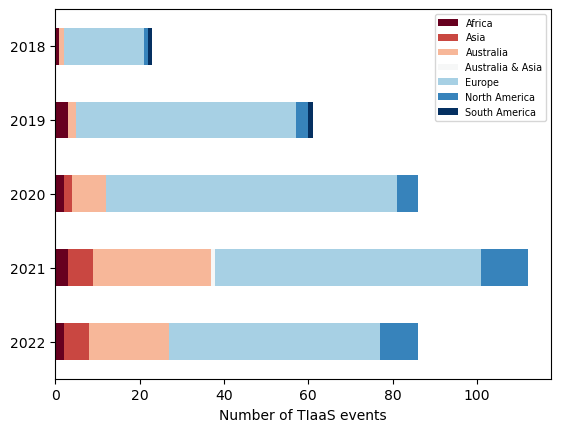 Africa
Asia
Australia
Australia & Asia
Europe
North America
South America
2018
2019
2020
2021
2022
0 20 40 60 80 100
Number of TIaaS events